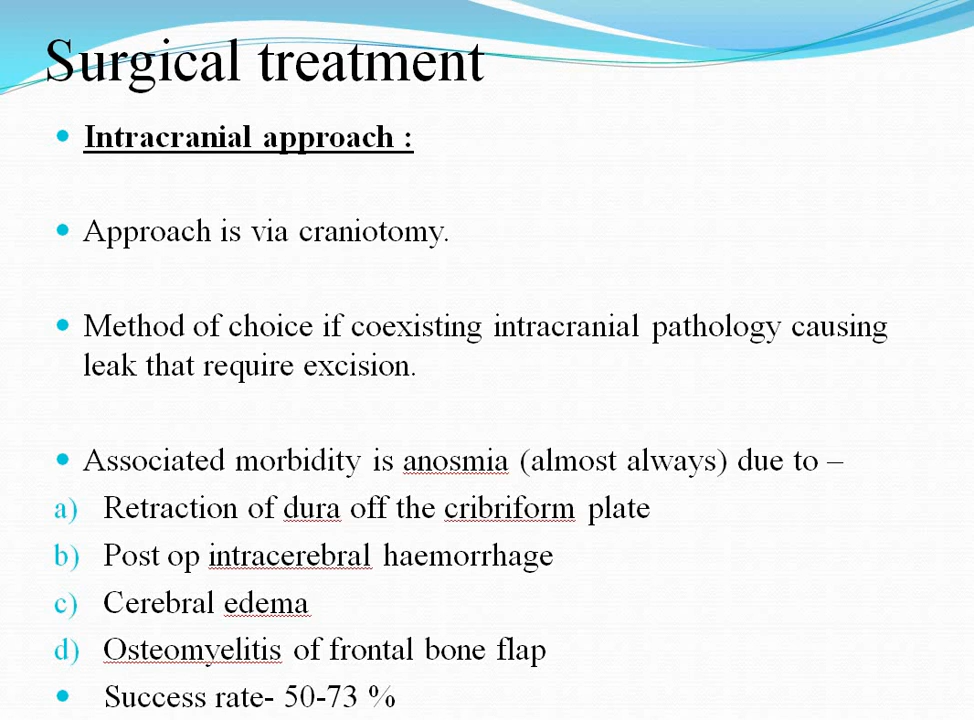 Surgical treatment
• Intracranial approach :
• Approach is via craniotomy.
• Method of choice if coexisting intracranial pathology causing
leak that require excision.
• Associated morbidity is anosmia (almost always) due to –
a) Retraction of dura off the cribriform plate
b) Post op intracerebral haemorrhage
c) Cerebral edema
d) Osteomyelitis of frontal bone flap
• Success rate- 50-73 %